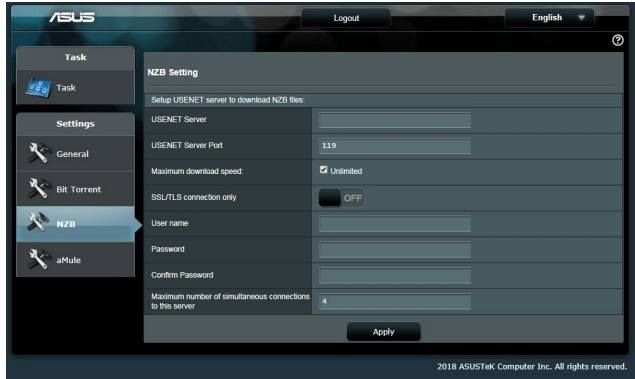 ASUS
Logout
English
Task
Task
Settings
General
Bit Torrent
NZB
aMule
NZB Setting
Setup USENET server to download NZB files:
USENET Server
USENET Server Port
119
Maximum download speed:
Unlimited
SSL/TLS connection only
OFF
User name
Password
Confirm Password
Maximum number of simultaneous connections
to this server
4
Apply
2018 ASUSTeK Computer Inc. All rights reserved.